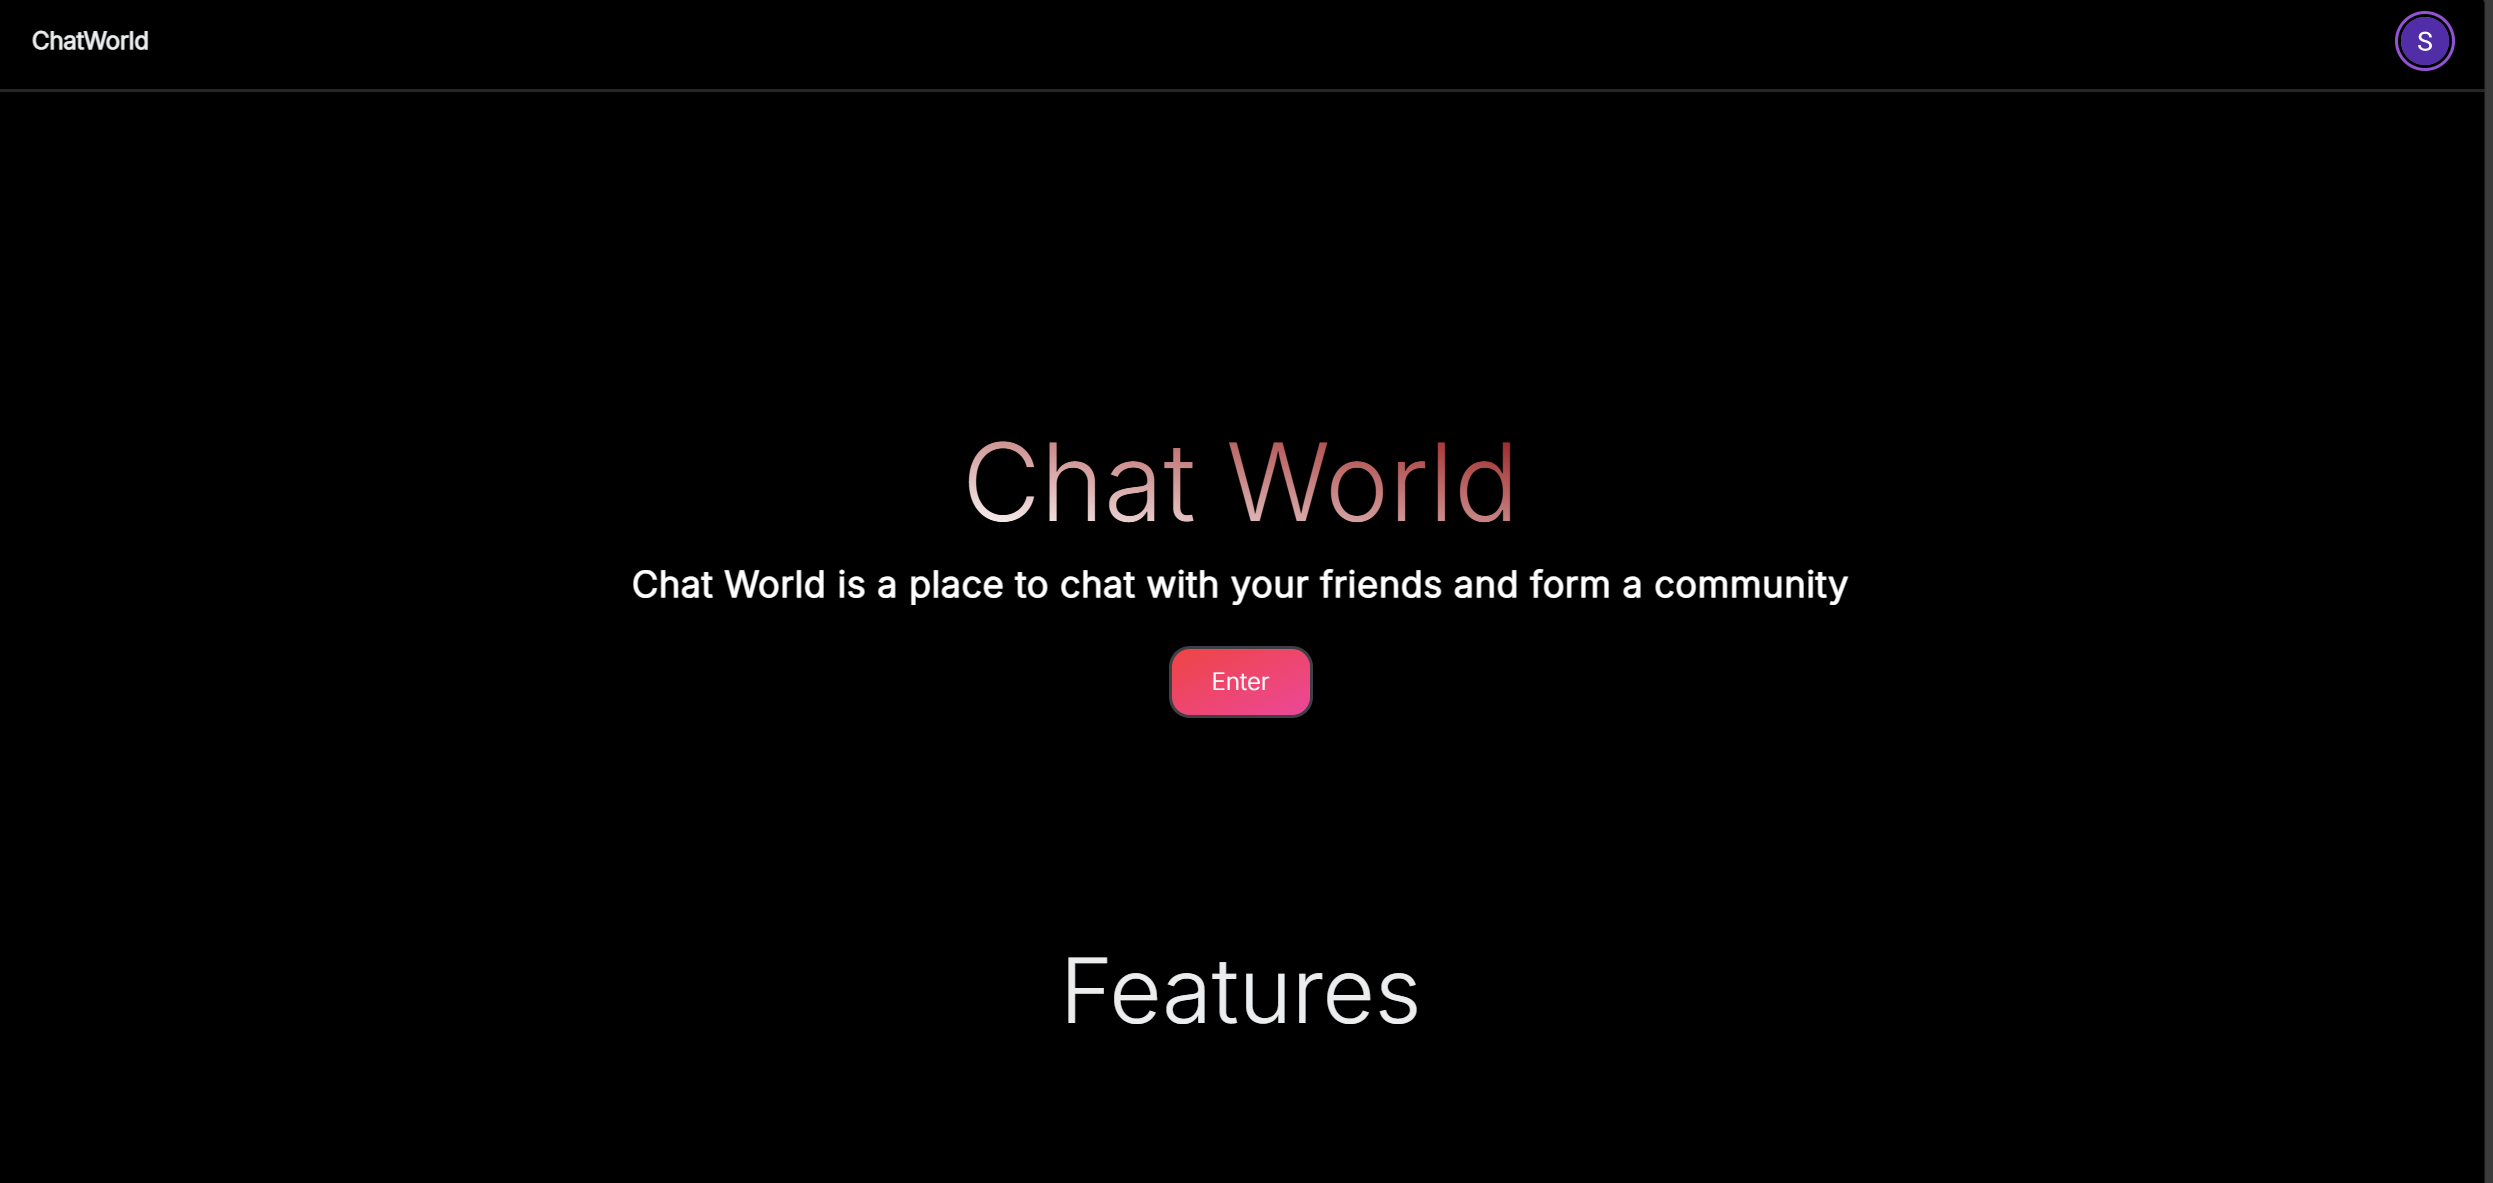 ChatWorld
S
Chat World
Chat World is a place to chat with your friends and form a community
Enter
Features